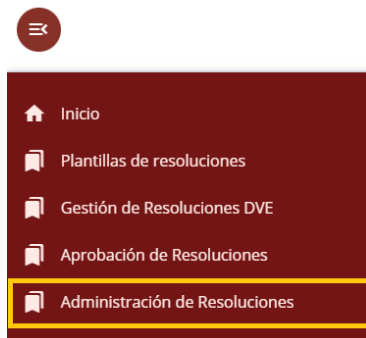 Inicio
Plantillas de resoluciones
Gestión de Resoluciones DVE
Aprobación de Resoluciones
Administración de Resoluciones